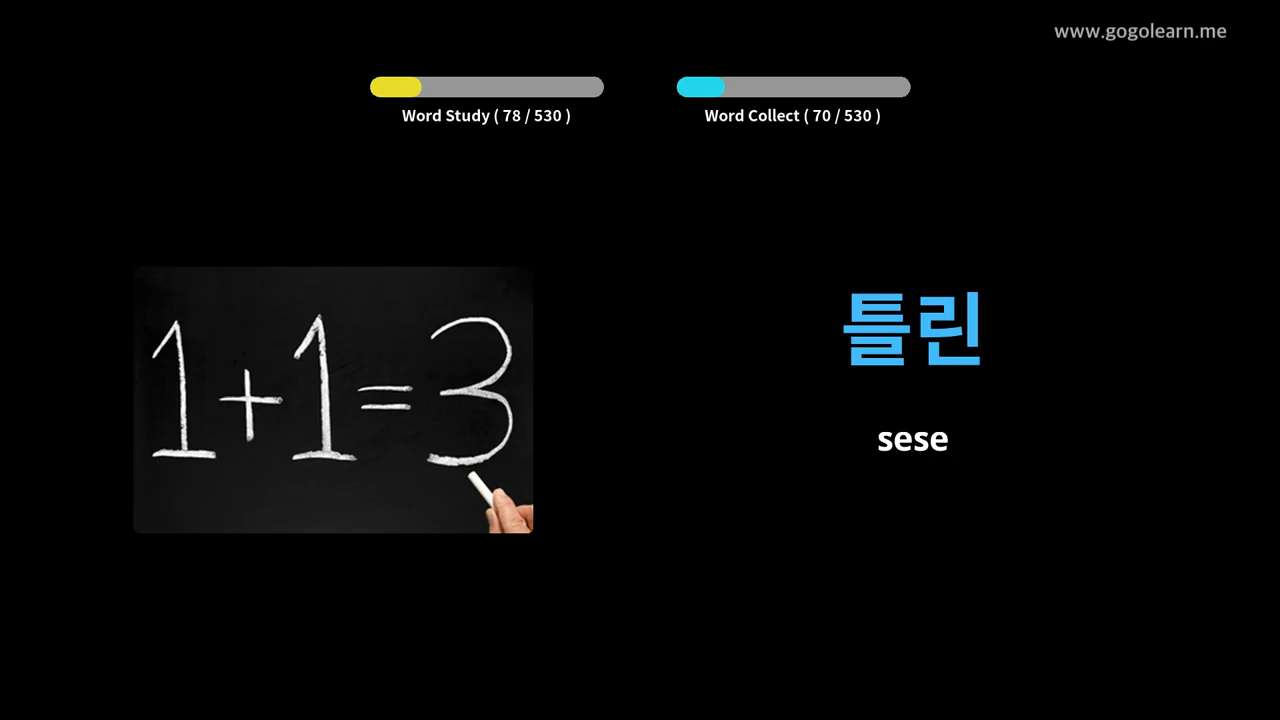 www.gogolearn.me
Word Study ( 78 / 530 )
Word Collect ( 70 / 530 )
1+1=3
틀린
sese